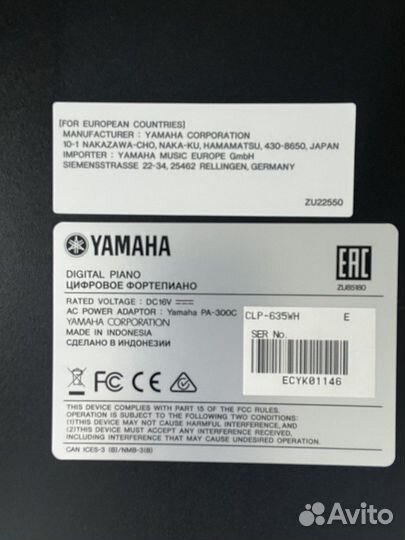 [FOR EUROPEAN COUNTRIES]
MANUFACTURER : YAMAHA CORPORATION
10-1 NAKAZAWA-CHO, NAKA-KU, HAMAMATSU, 430-8650, JAPAN
IMPORTER : YAMAHA MUSIC EUROPE GmbH
SIEMENSSTRASSE 22-34, 25462 RELLINGEN, GERMANY
ZU22550
YAMAHA
EAC
ZU85180
DIGITAL PIANO
ЦИФРОВОЕ ФОРТЕПИАНО
RATED VOLTAGE : DC16V
AC POWER ADAPTOR : Yamaha PA-300C
YAMAHA CORPORATION
MADE IN INDONESIA
СДЕЛАНО В ИНДОНЕЗИИ
CLP-635WH E
SER No.
ECYK01146
CE FC
THIS DEVICE COMPLIES WITH PART 15 OF THE FCC RULES.
OPERATION IS SUBJECT TO THE FOLLOWING TWO CONDITIONS:
(1)THIS DEVICE MAY NOT CAUSE HARMFUL INTERFERENCE, AND
(2)THIS DEVICE MUST ACCEPT ANY INTERFERENCE RECEIVED,
INCLUDING INTERFERENCE THAT MAY CAUSE UNDESIRED OPERATION.
CAN ICES-3 (B)/NMB-3(B)
Avito